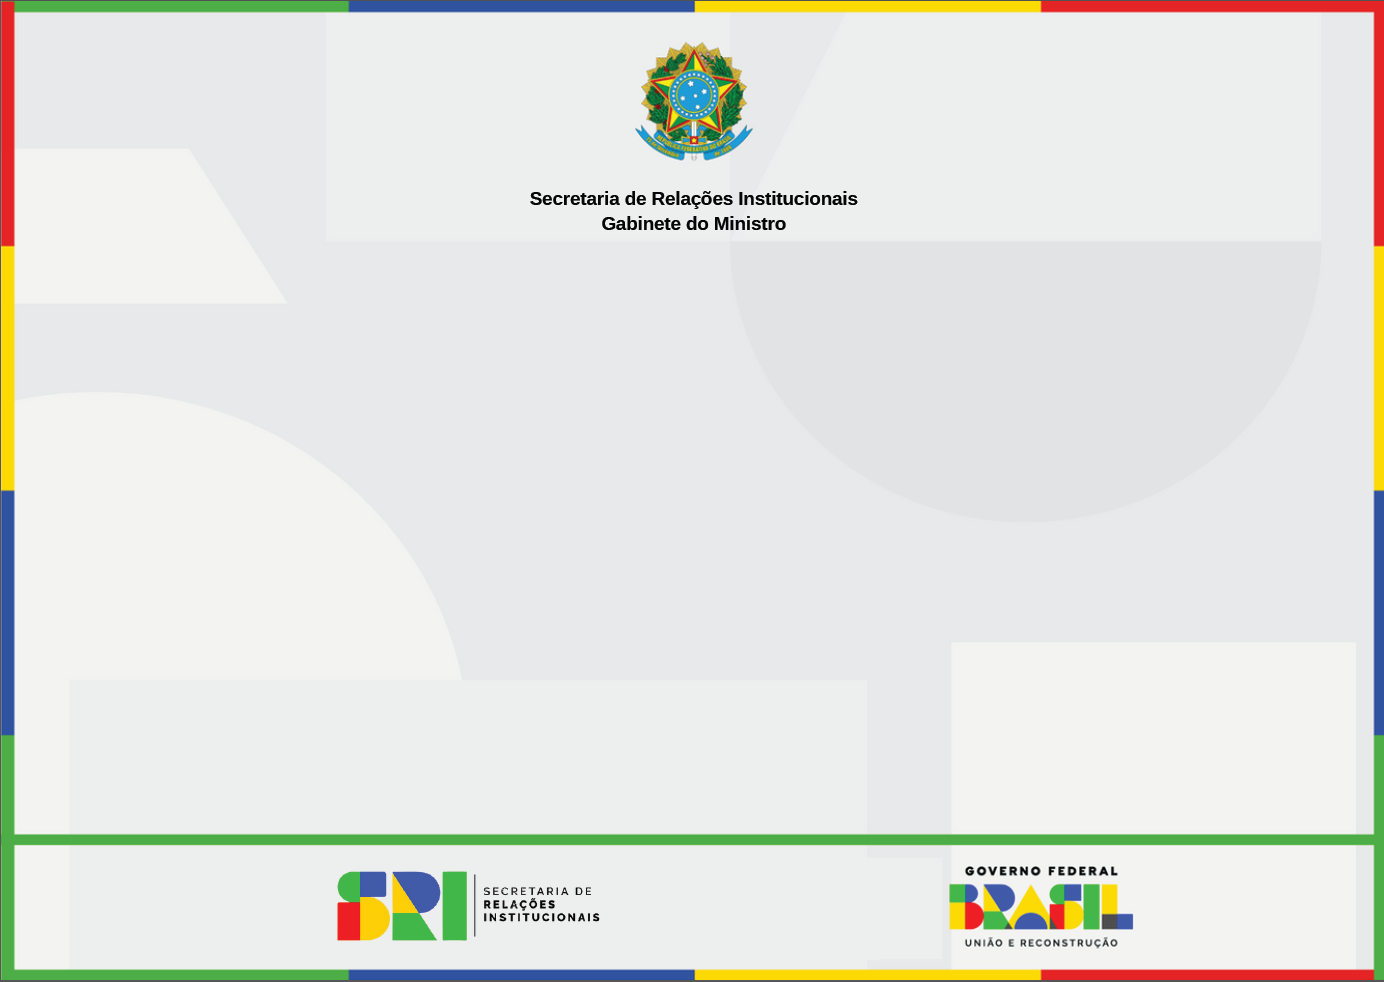 Secretaria de Relações Institucionais
Gabinete do Ministro
SRI
SECRETARIA DE
RELAÇÕES
INSTITUCIONAIS
GOVERNO FEDERAL
BRASIL
UNIÃO E RECONSTRUÇÃO